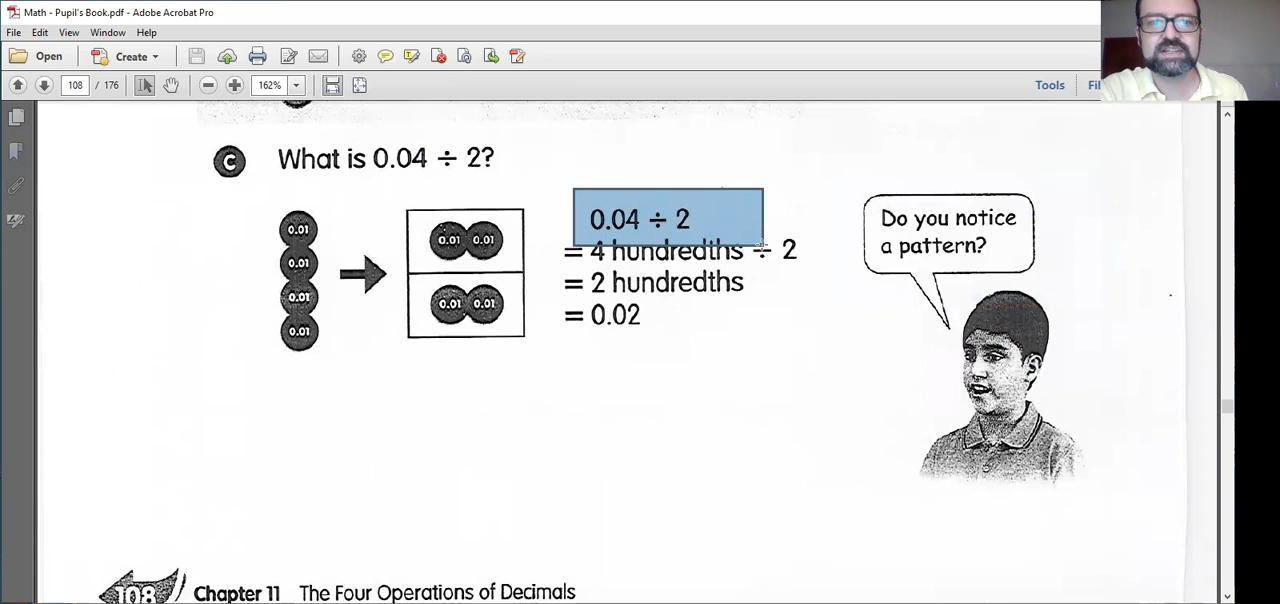 Math - Pupil's Book.pdf - Adobe Acrobat Pro
File Edit View Window Help
Open Create
108 / 176 162% Tools
C What is 0.04 ÷ 2?
0.01
0.01
0.01
0.01
0.01 0.01
0.01 0.01
0.04 ÷ 2
= 4 hundredths ÷ 2
= 2 hundredths
= 0.02
Do you notice
a pattern?
108 Chapter 11 The Four Operations of Decimals